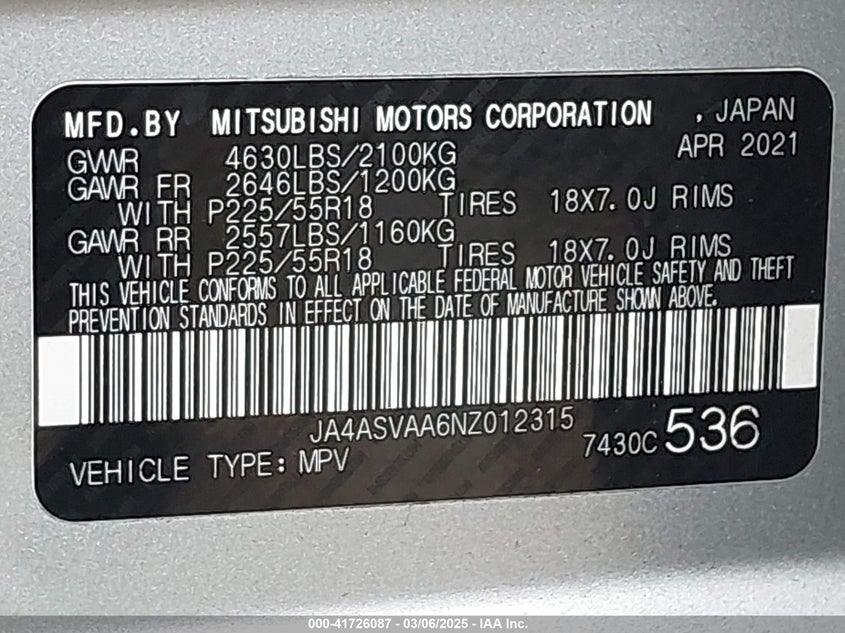 MFD.BY MITSUBISHI MOTORS CORPORATION , JAPAN
GVWR 4630LBS/2100KG APR 2021
GAWR FR 2646LBS/1200KG
WITH P225/55R18 TIRES 18X7.0J RIMS
GAWR RR 2557LBS/1160KG
WITH P225/55R18 TIRES 18X7.0J RIMS
THIS VEHICLE CONFORMS TO ALL APPLICABLE FEDERAL MOTOR VEHICLE SAFETY AND THEFT
PREVENTION STANDARDS IN EFFECT ON THE DATE OF MANUFACTURE SHOWN ABOVE.
JA4ASVAA6NZ012315
7430C 536
VEHICLE TYPE: MPV
000-41726087 - 03/06/2025 - IAA Inc.